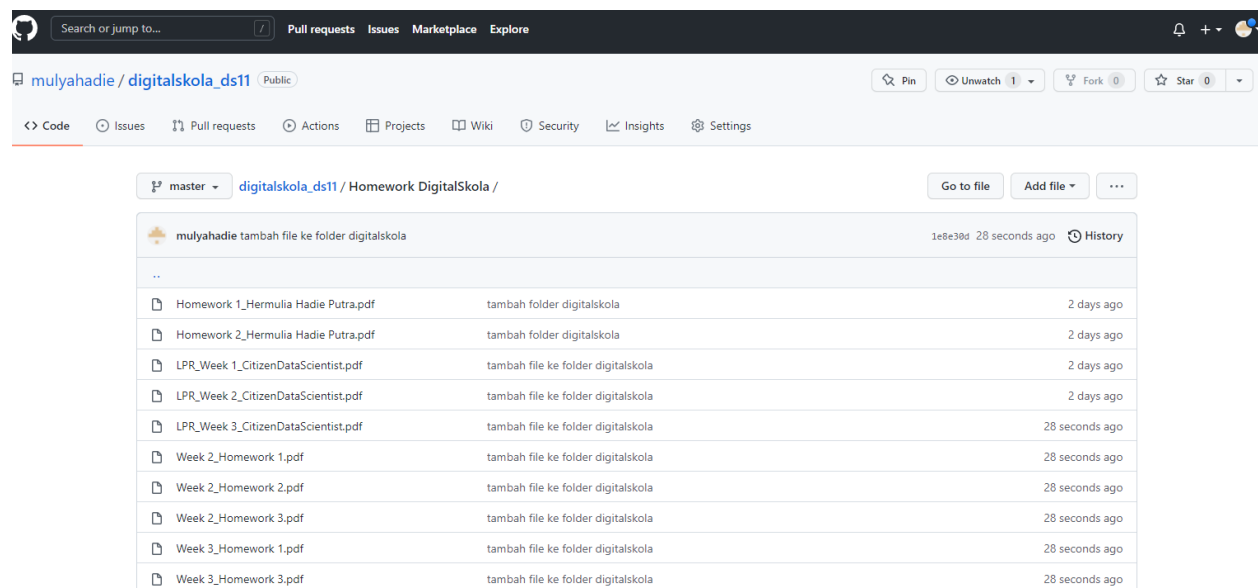 Search or jump to... / Pull requests Issues Marketplace Explore
mulyahadie / digitalskola_ds11 Public Pin Unwatch 1 Fork 0 Star 0
<> Code Issues Pull requests Actions Projects Wiki Security Insights Settings
master digitalskola_ds11 / Homework DigitalSkola / Go to file Add file ...
mulyahadie tambah file ke folder digitalskola 1e8e30d 28 seconds ago History
..
Homework 1_Hermulia Hadie Putra.pdf tambah folder digitalskola 2 days ago
Homework 2_Hermulia Hadie Putra.pdf tambah folder digitalskola 2 days ago
LPR_Week 1_CitizenDataScientist.pdf tambah file ke folder digitalskola 2 days ago
LPR_Week 2_CitizenDataScientist.pdf tambah file ke folder digitalskola 2 days ago
LPR_Week 3_CitizenDataScientist.pdf tambah file ke folder digitalskola 28 seconds ago
Week 2_Homework 1.pdf tambah file ke folder digitalskola 28 seconds ago
Week 2_Homework 2.pdf tambah file ke folder digitalskola 28 seconds ago
Week 2_Homework 3.pdf tambah file ke folder digitalskola 28 seconds ago
Week 3_Homework 1.pdf tambah file ke folder digitalskola 28 seconds ago
Week 3_Homework 3.pdf tambah file ke folder digitalskola 28 seconds ago